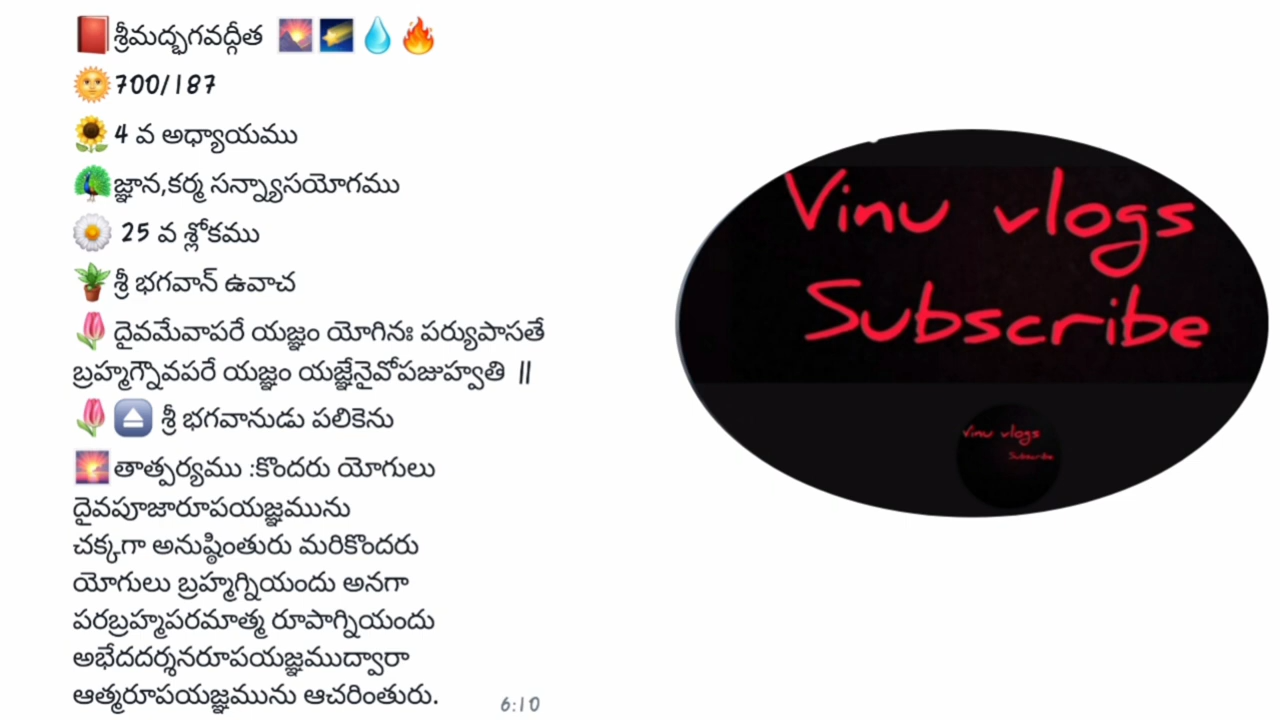 📕శ్రీమద్భగవద్గీత 🌄🌠💧🔥
🌞700/187
🌻4 వ అధ్యాయము
🦚జ్ఞాన,కర్మ సన్న్యాసయోగము
🌼 25 వ శ్లోకము
🪴శ్రీ భగవాన్ ఉవాచ
🌷దైవమేవాపరే యజ్ఞం యోగినః పర్యుపాసతే
బ్రహ్మగ్నౌవపరే యజ్ఞం యజ్ఞేనైవోపజుహ్వతి ||
🌷⏏️ శ్రీ భగవానుడు పలికెను
🌅తాత్పర్యము :కొందరు యోగులు
దైవపూజారూపయజ్ఞమును
చక్కగా అనుష్ఠింతురు మరికొందరు
యోగులు బ్రహ్మగ్నియందు అనగా
పరబ్రహ్మపరమాత్మ రూపాగ్నియందు
అభేదదర్శనరూపయజ్ఞముద్వారా
ఆత్మరూపయజ్ఞమును ఆచరింతురు.
6:10
Vinu vlogs
Subscribe
Vinu vlogs
Subscribe